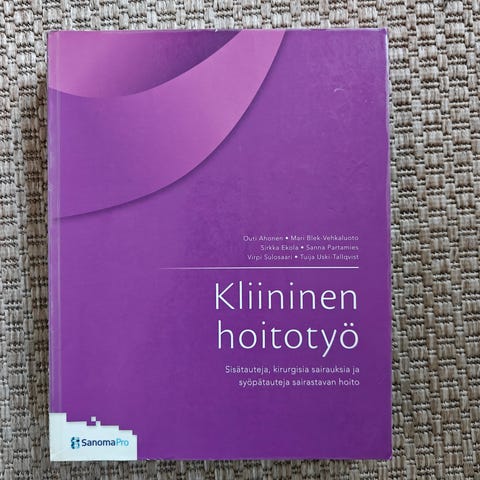 Outi Ahonen • Mari Blek-Vehkaluoto
Sirkka Ekola • Sanna Partamies
Virpi Sulosaari • Tuija Uski-Tallqvist
Kliininen
hoitotyö
Sisätauteja, kirurgisia sairauksia ja
syöpätauteja sairastavan hoito
SanomaPro